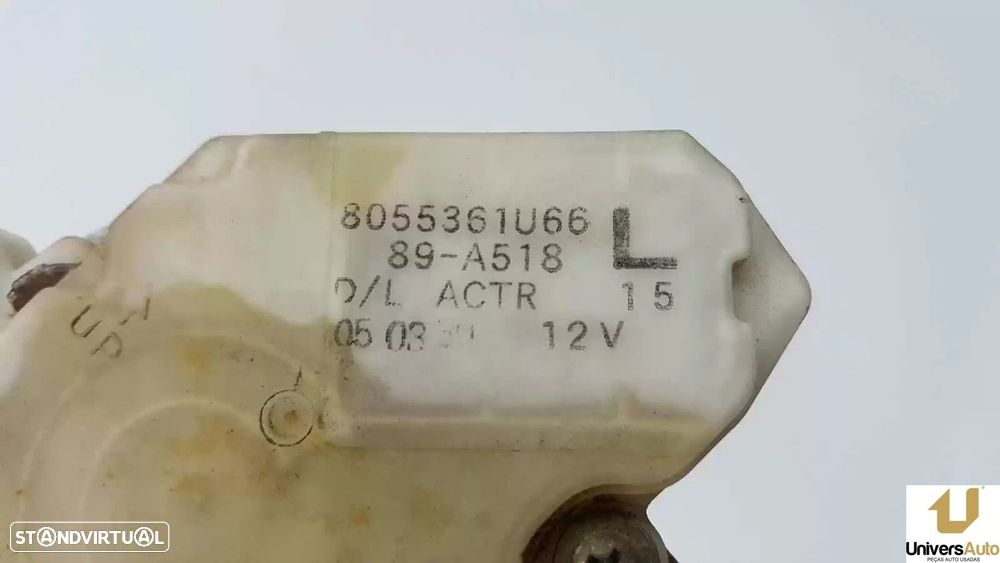 8055361U66 L
89-A518
D/L ACTR 15
05 03 12V
UP
STANDVIRTUAL
UniversAuto
PEÇAS AUTO USADAS